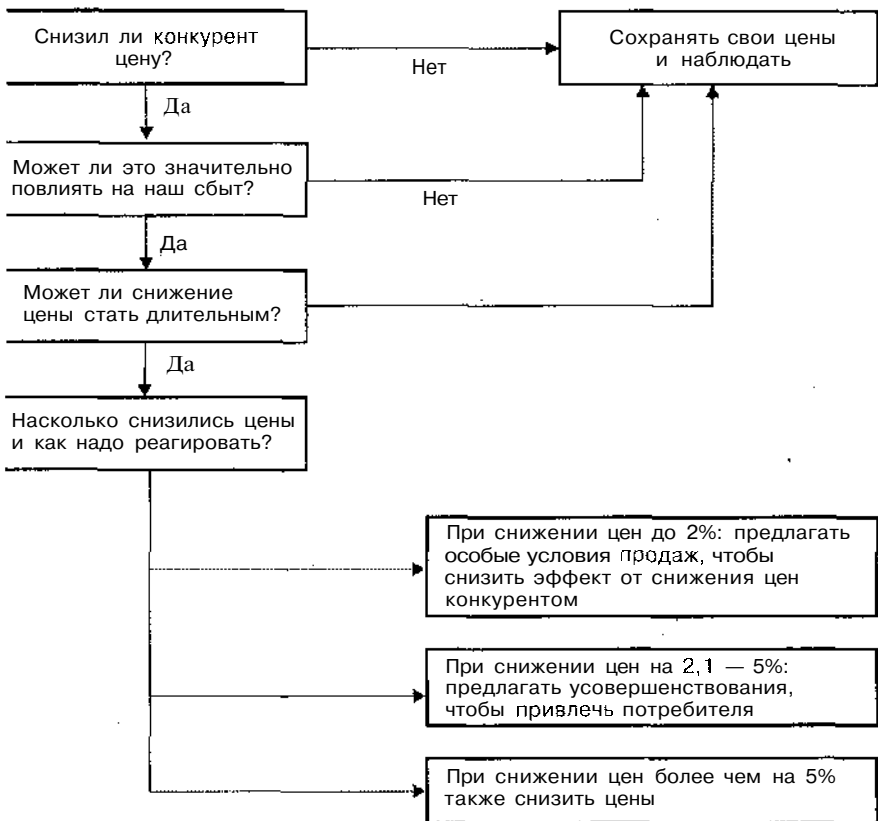 Снизил ли конкурент
цену?
Нет
Сохранять свои цены
и наблюдать
Да
Может ли это значительно
повлиять на наш сбыт?
Нет
Да
Может ли снижение
цены стать длительным?
Да
Насколько снизились цены
и как надо реагировать?
При снижении цен до 2%: предлагать
особые условия продаж, чтобы
снизить эффект от снижения цен
конкурентом
При снижении цен на 2,1 — 5%:
предлагать усовершенствования,
чтобы привлечь потребителя
При снижении цен более чем на 5%
также снизить цены